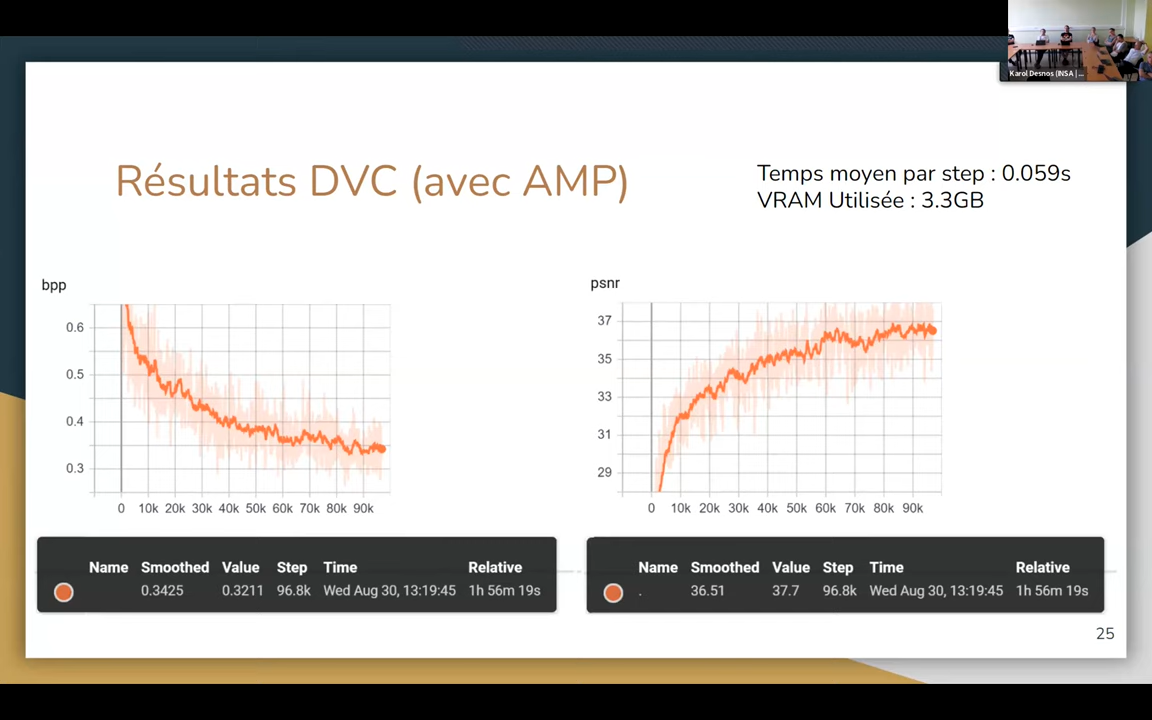 Karol Desnos (INSA | ...
Résultats DVC (avec AMP)
Temps moyen par step : 0.059s
VRAM Utilisée : 3.3GB
bpp
0.6
0.5
0.4
0.3
0 10k 20k 30k 40k 50k 60k 70k 80k 90k
psnr
37
35
33
31
29
0 10k 20k 30k 40k 50k 60k 70k 80k 90k
Name Smoothed Value Step Time Relative
0.3425 0.3211 96.8k Wed Aug 30, 13:19:45 1h 56m 19s
Name Smoothed Value Step Time Relative
. 36.51 37.7 96.8k Wed Aug 30, 13:19:45 1h 56m 19s
25